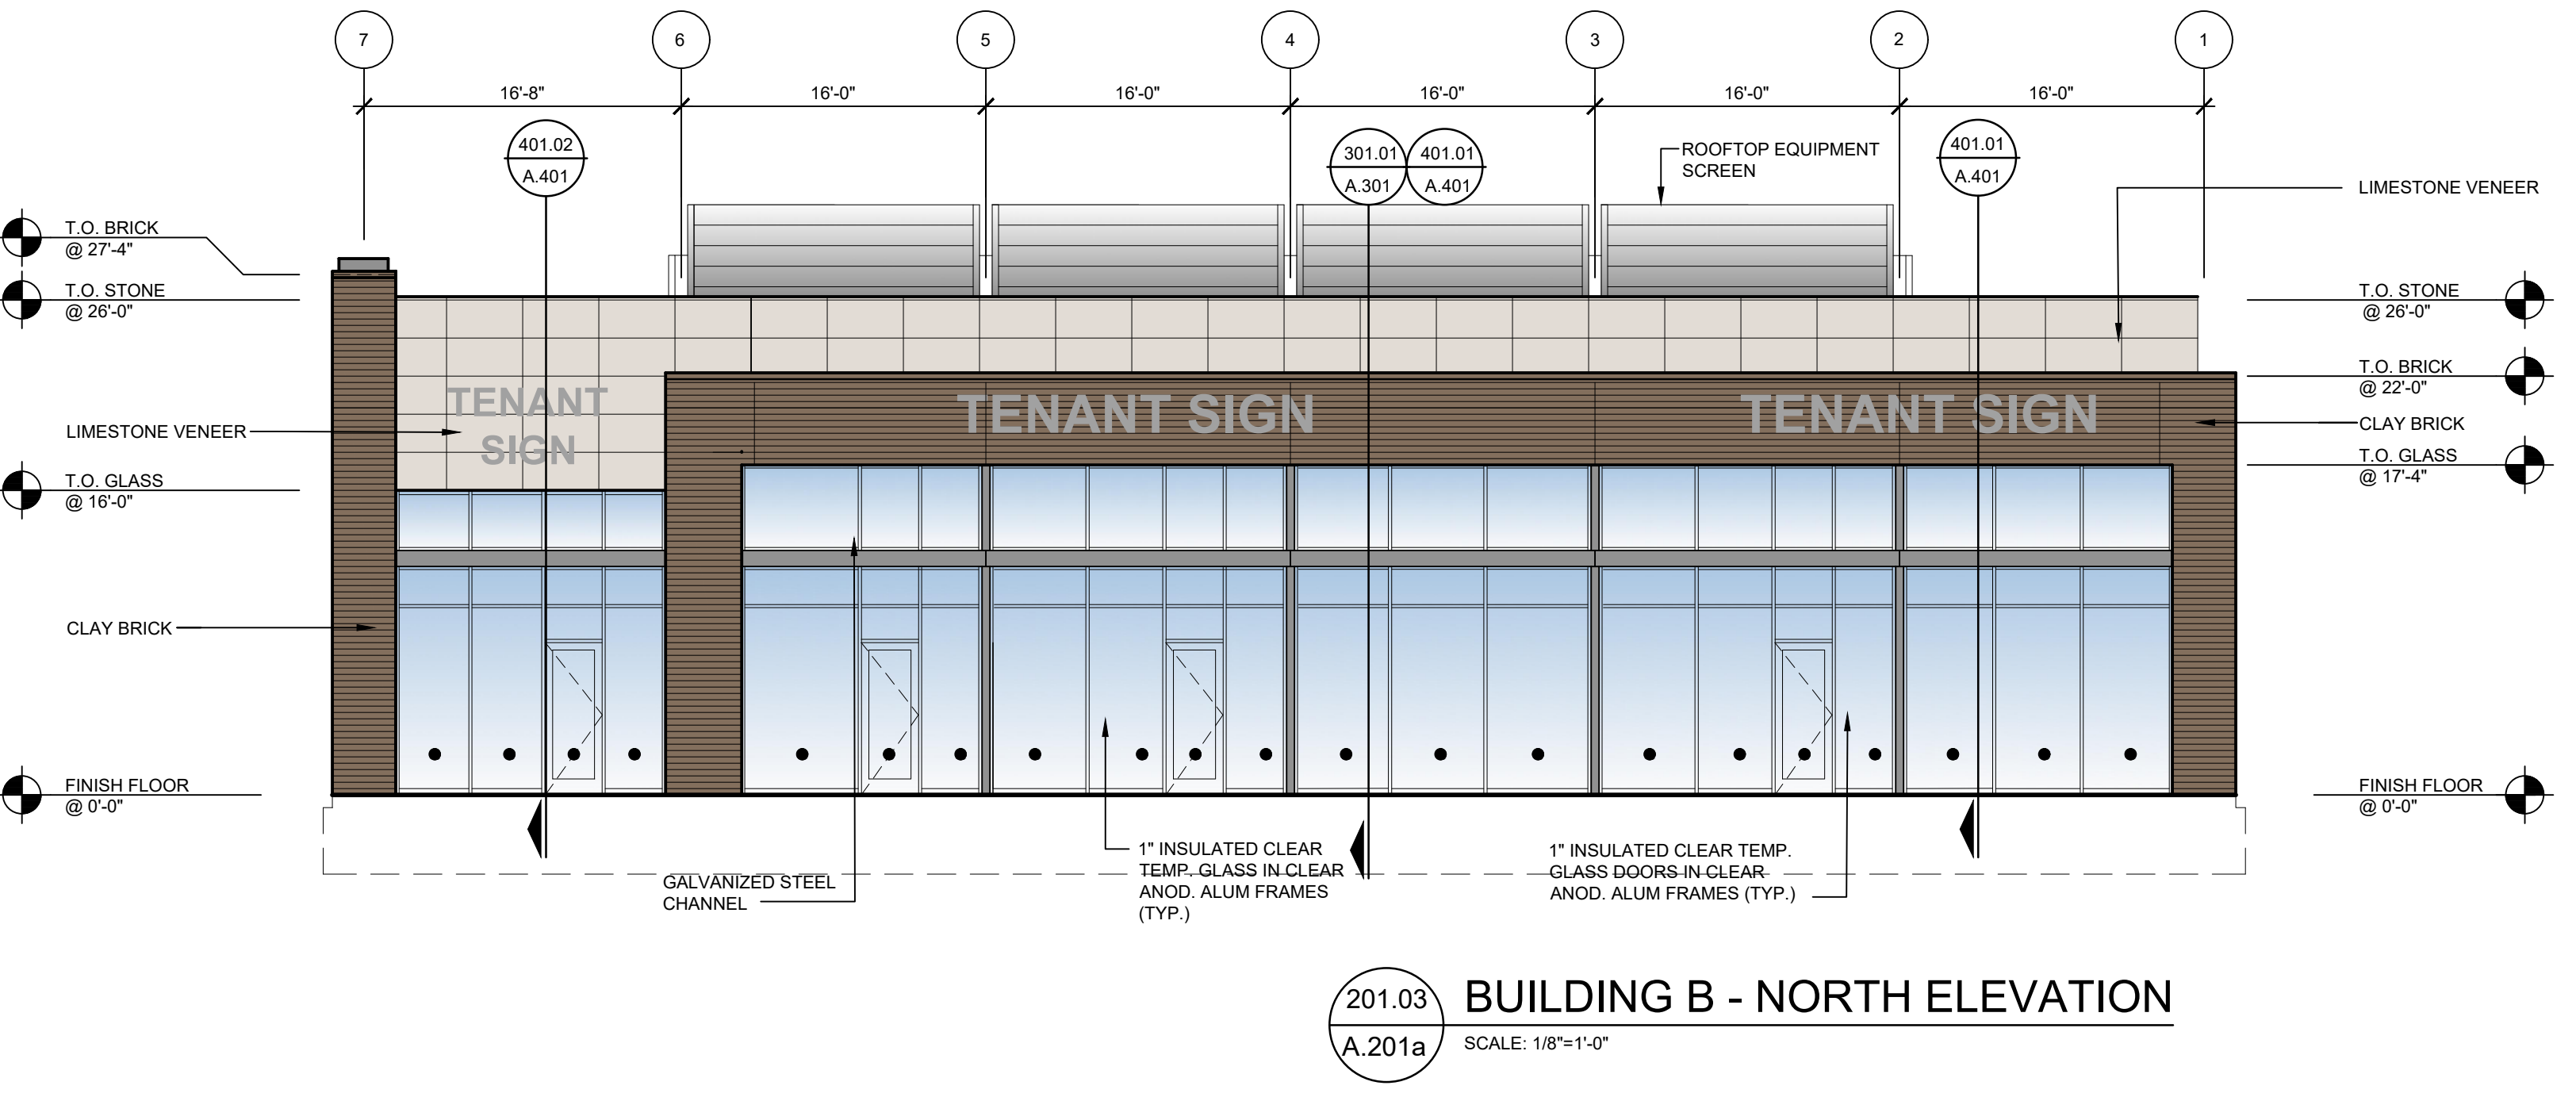 7 6 5 4 3 2 1
16'-8" 16'-0" 16'-0" 16'-0" 16'-0" 16'-0"
401.02
A.401
301.01
A.301
401.01
A.401
401.01
A.401
ROOFTOP EQUIPMENT
SCREEN
LIMESTONE VENEER
T.O. BRICK
@ 27'-4"
T.O. STONE
@ 26'-0"
LIMESTONE VENEER
T.O. GLASS
@ 16'-0"
CLAY BRICK
FINISH FLOOR
@ 0'-0"
TENANT
SIGN
TENANT SIGN
TENANT SIGN
T.O. STONE
@ 26'-0"
T.O. BRICK
@ 22'-0"
CLAY BRICK
T.O. GLASS
@ 17'-4"
FINISH FLOOR
@ 0'-0"
GALVANIZED STEEL
CHANNEL
1" INSULATED CLEAR
TEMP. GLASS IN CLEAR
ANOD. ALUM FRAMES
(TYP.)
1" INSULATED CLEAR TEMP.
GLASS DOORS IN CLEAR
ANOD. ALUM FRAMES (TYP.)
201.03
A.201a
BUILDING B - NORTH ELEVATION
SCALE: 1/8"=1'-0"